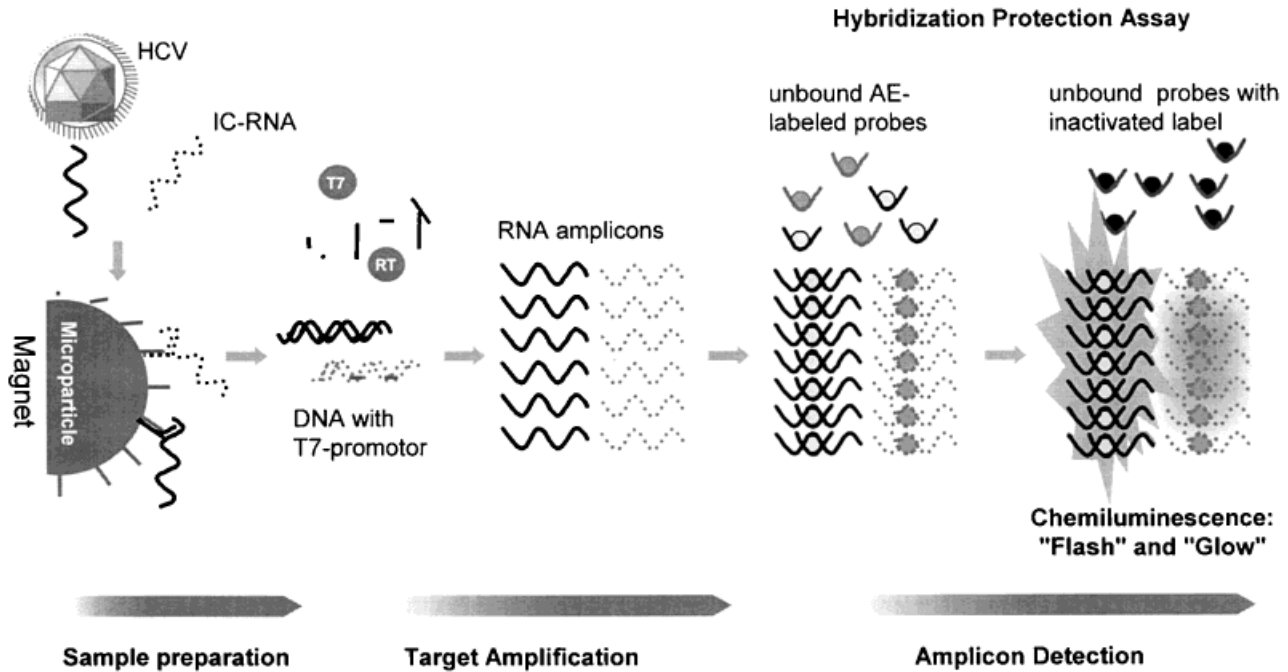 Hybridization Protection Assay
HCV
IC-RNA
unbound AE-
labeled probes
unbound probes with
inactivated label
T7
RT
RNA amplicons
Magnet
Microparticle
DNA with
T7-promotor
Chemiluminescence:
"Flash" and "Glow"
Sample preparation
Target Amplification
Amplicon Detection